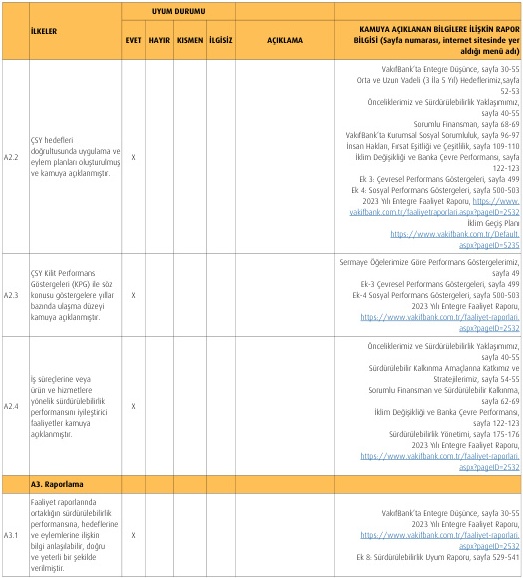 UYUM DURUMU
İLKELER
EVET
HAYIR
KISMEN
İLGİSİZ
AÇIKLAMA
KAMUYA AÇIKLANAN BİLGİLERE İLİŞKİN RAPOR
BİLGİSİ (Sayfa numarası, internet sitesinde yer
aldığı menü adı)
A2.2
ÇSY hedefleri
doğrultusunda uygulama ve
eylem planları oluşturulmuş
ve kamuya açıklanmıştır.
X
VakıfBank'ta Entegre Düşünce, sayfa 30-55
Orta ve Uzun Vadeli (3 İla 5 Yıl) Hedeflerimiz,sayfa
52-53
Önceliklerimiz ve Sürdürülebilirlik Yaklaşımımız,
sayfa 40-55
Sorumlu Finansman, sayfa 68-69
VakıfBank'ta Kurumsal Sosyal Sorumluluk, sayfa 96-97
İnsan Hakları, Fırsat Eşitliği ve Çeşitlilik, sayfa 109-110
İklim Değişikliği ve Banka Çevre Performansı, sayfa
122-123
Ek 3: Çevresel Performans Göstergeleri, sayfa 499
Ek 4: Sosyal Performans Göstergeleri, sayfa 500-503
2023 Yılı Entegre Faaliyet Raporu, https://www.
vakifbank.com.tr/faaliyetraporlari.aspx?pageID=2532
İklim Geçiş Planı
https://www.vakifbank.com.tr/Default.
aspx?pageID=5235
A2.3
ÇSY Kilit Performans
Göstergeleri (KPG) ile söz
konusu göstergelere yıllar
bazında ulaşma düzeyi
kamuya açıklanmıştır.
X
Sermaye Öğelerimize Göre Performans Göstergelerimiz,
sayfa 49
Ek-3 Çevresel Performans Göstergeleri, sayfa 499
Ek-4 Sosyal Performans Göstergeleri, sayfa 500-503
2023 Yılı Entegre Faaliyet Raporu,
https://www.vakifbank.com.tr/faaliyet-raporlari.
aspx?pageID=2532
A2.4
İş süreçlerine veya
ürün ve hizmetlere
yönelik sürdürülebilirlik
performansını iyileştirici
faaliyetler kamuya
açıklanmıştır.
X
Önceliklerimiz ve Sürdürülebilirlik Yaklaşımımız,
sayfa 40-55
Sürdürülebilir Kalkınma Amaçlarına Katkımız ve
Stratejilerimiz, sayfa 54-55
Sorumlu Finansman ve Sürdürülebilir Kalkınma,
sayfa 62-69
İklim Değişikliği ve Banka Çevre Performansı,
sayfa 122-123
Sürdürülebilirlik Yönetimi, sayfa 175-176
2023 Yılı Entegre Faaliyet Raporu,
https://www.vakifbank.com.tr/faaliyet-raporlari.
aspx?pageID=2532
A3. Raporlama
A3.1
Faaliyet raporlarında
ortaklığın sürdürülebilirlik
performansına, hedeflerine
ve eylemlerine ilişkin
bilgi anlaşılabilir, doğru
ve yeterli bir şekilde
verilmiştir.
X
VakıfBank'ta Entegre Düşünce, sayfa 30-55
2023 Yılı Entegre Faaliyet Raporu,
https://www.vakifbank.com.tr/faaliyet-raporlari.
aspx?pageID=2532
Ek 8: Sürdürülebilirlik Uyum Raporu, sayfa 529-541